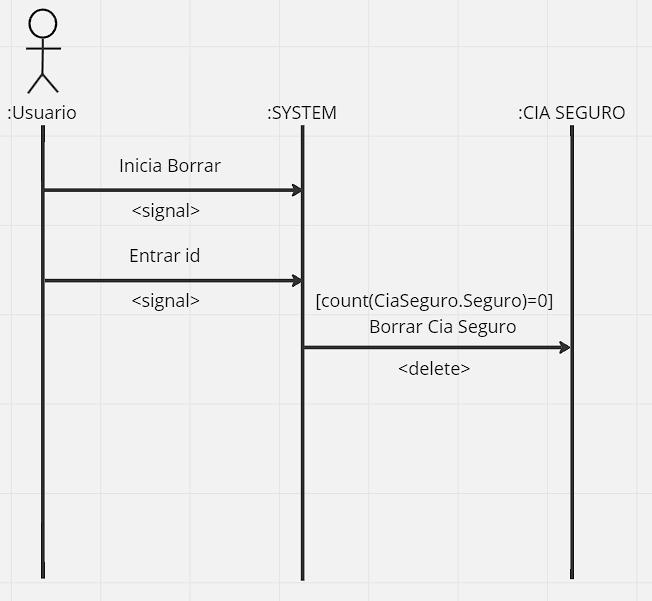 :Usuario
:SYSTEM
:CIA SEGURO
Inicia Borrar
<signal>
Entrar id
<signal>
[count(CiaSeguro.Seguro)=0]
Borrar Cia Seguro
<delete>